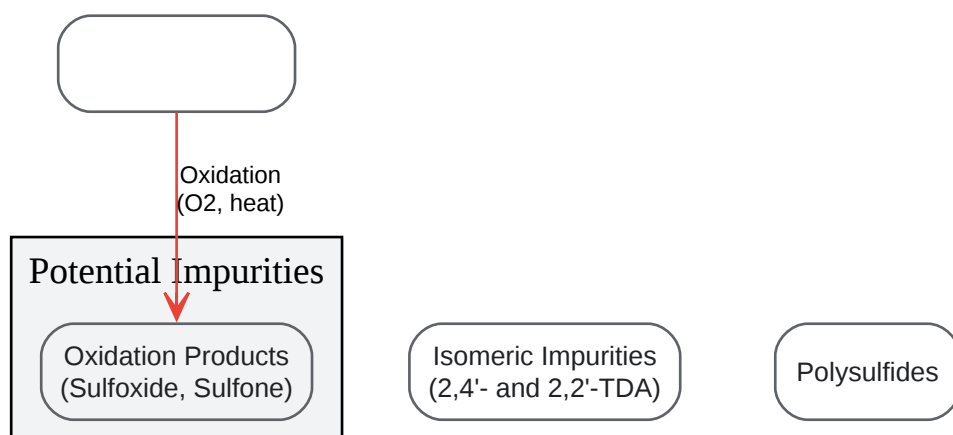 Oxidation
(O2, heat)
Potential Impurities
Oxidation Products
(Sulfoxide, Sulfone)
Isomeric Impurities
(2,4'- and 2,2'-TDA)
Polysulfides